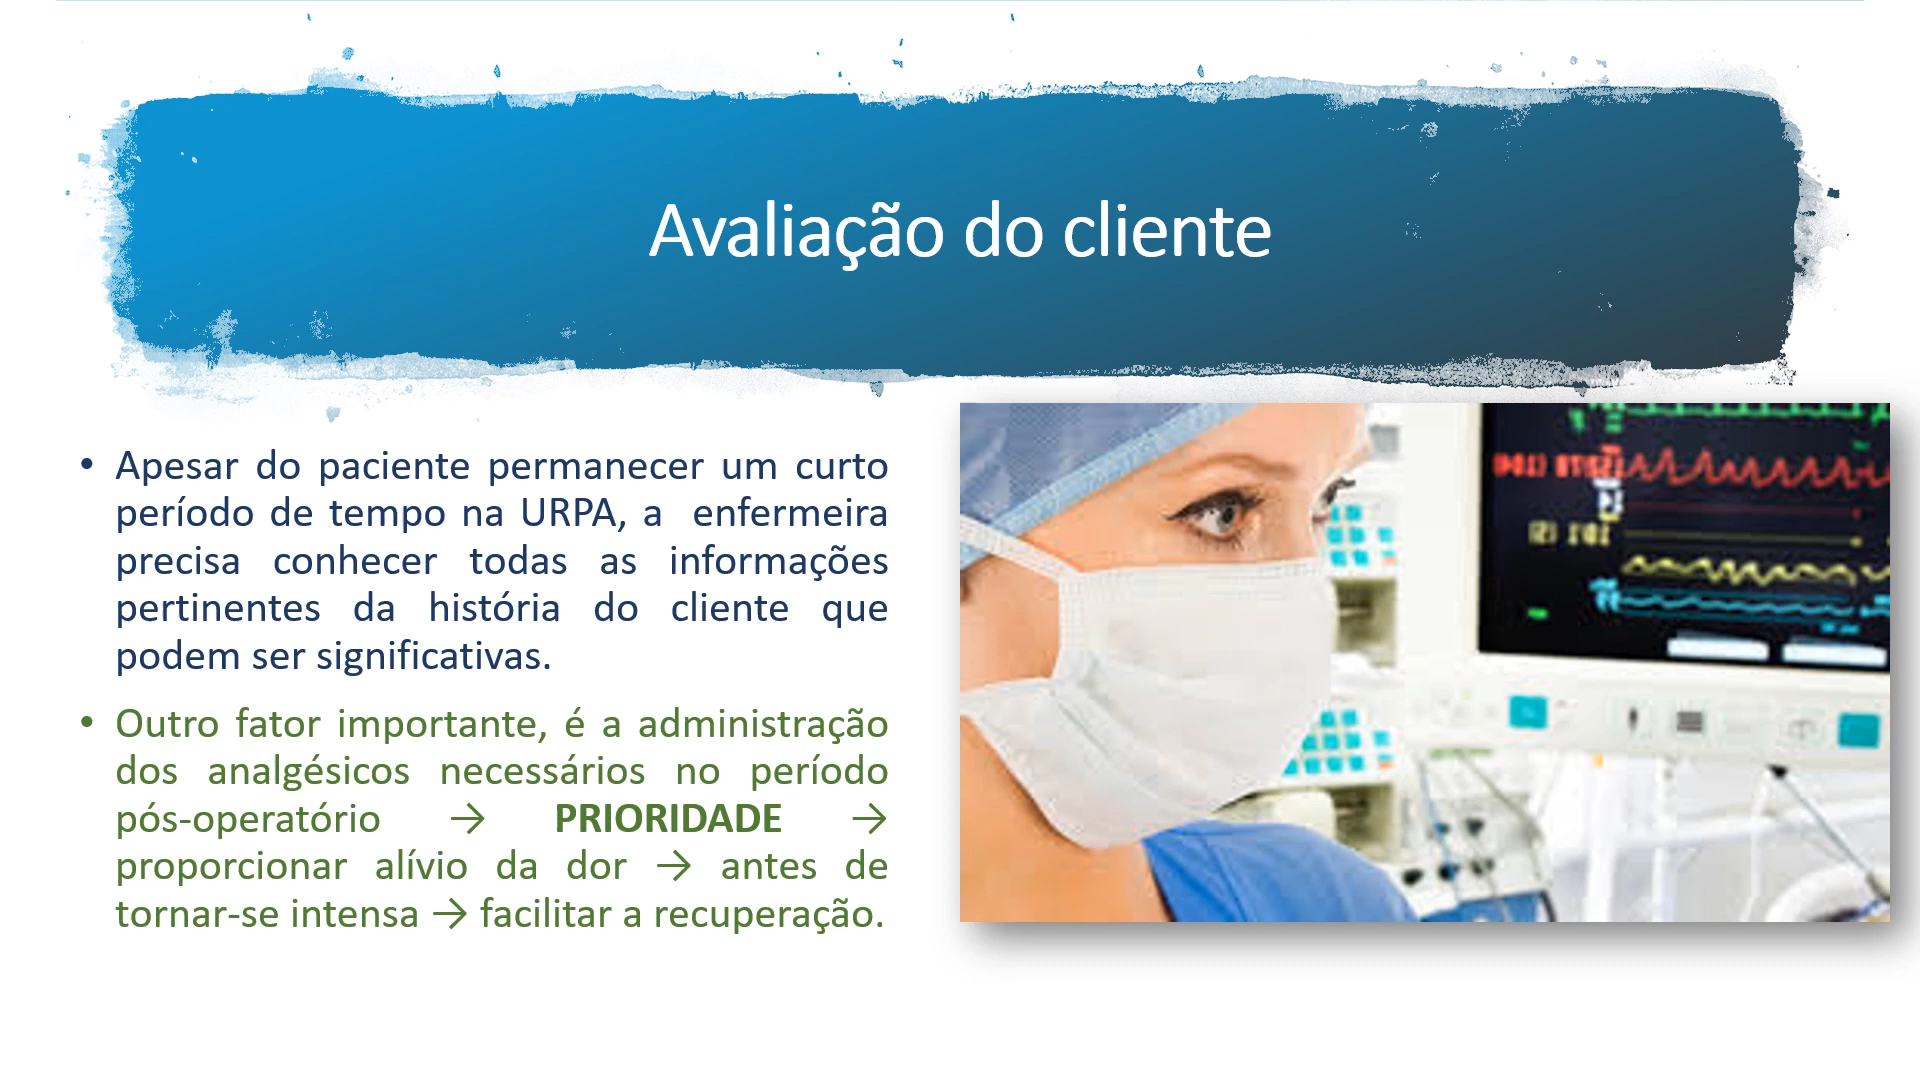 Avaliação do cliente
• Apesar do paciente permanecer um curto
período de tempo na URPA, a enfermeira
precisa conhecer todas as informações
pertinentes da história do cliente que
podem ser significativas.
• Outro fator importante, é a administração
dos analgésicos necessários no período
pós-operatório → PRIORIDADE →
proporcionar alívio da dor → antes de
tornar-se intensa → facilitar a recuperação.